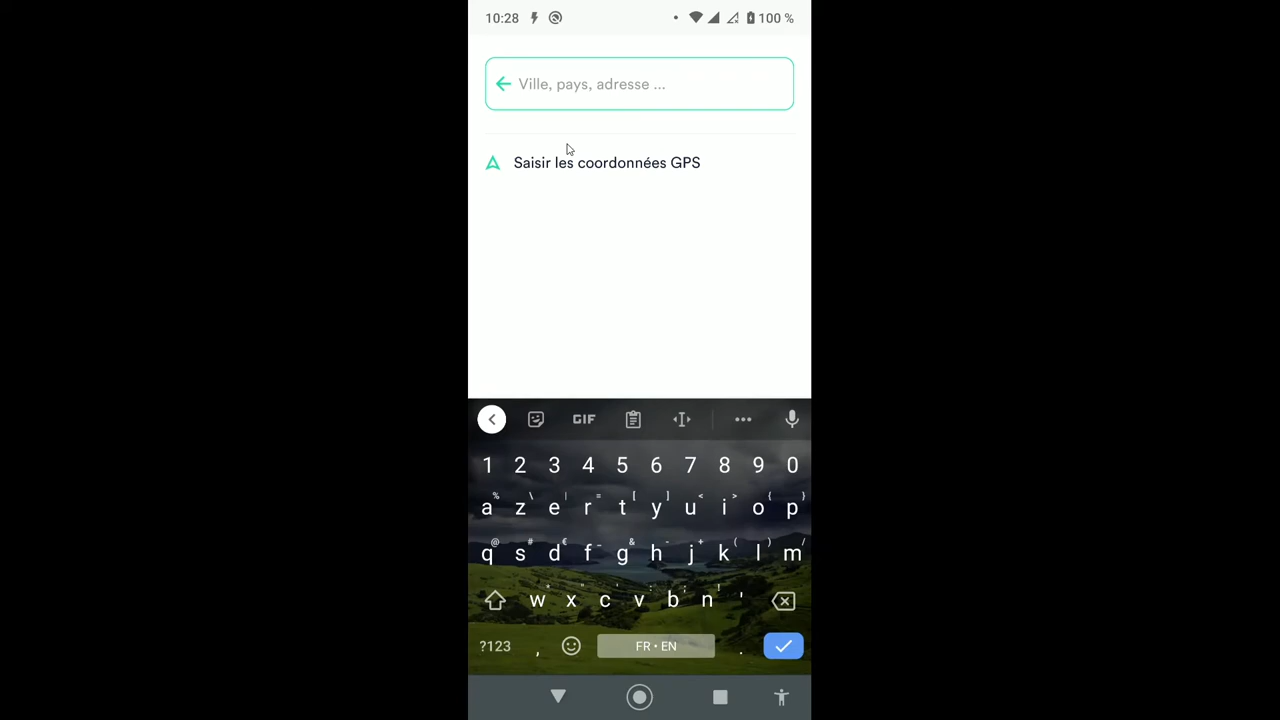 10:28 100 %
Ville, pays, adresse ...
Saisir les coordonnées GPS
GIF
1 2 3 4 5 6 7 8 9 0
% \ | = [ ] < > { }
a z e r t y u i o p
@ # € _ & - + ( ) /
q s d f g h j k l m
* " ' : ; !
w x c v b n '
?123 , FR • EN .